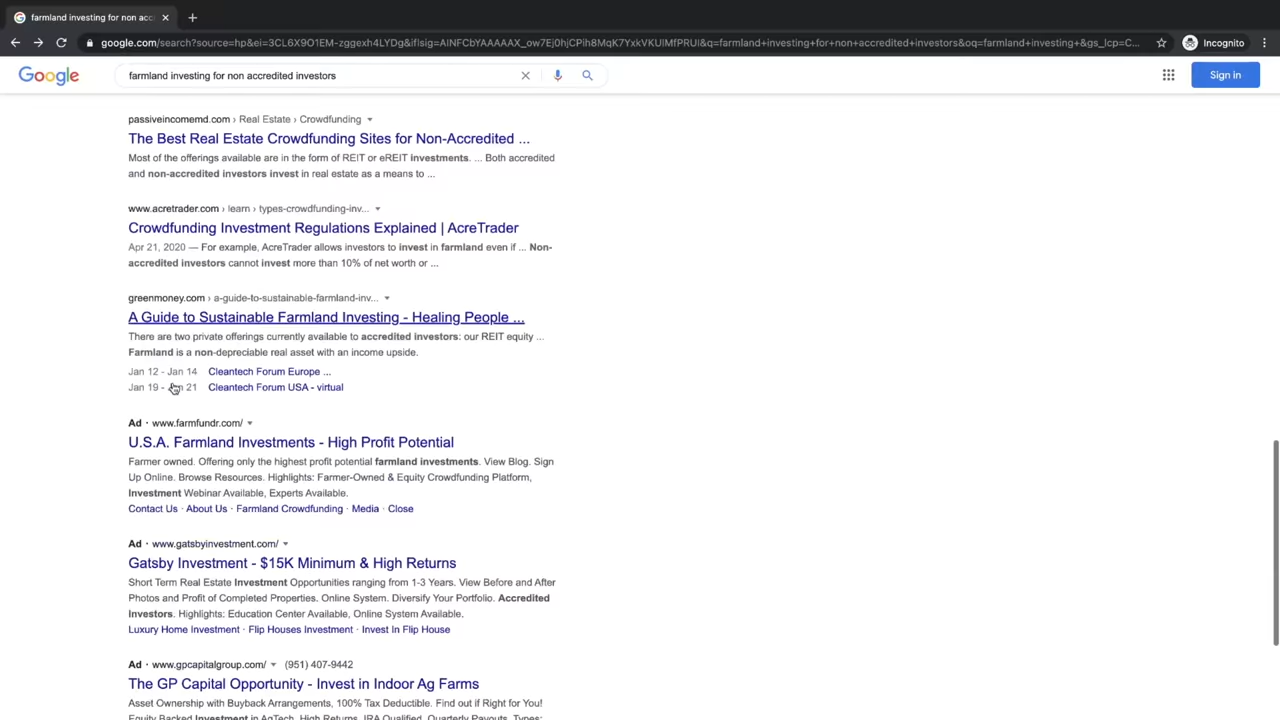 farmland investing for non acc
google.com/search?source=hp&ei=3CL6X9O1EM-zggexh4LYDg&iflsig=AINFCbYAAAAAX_ow7Ej0hjCPih8MqK7YxkVKUlMfPRUI&q=farmland+investing+for+non+accredited+investors&oq=farmland+investing+&gs_lcp=C...
Incognito
Google
farmland investing for non accredited investors
Sign in
passiveincomemd.com › Real Estate › Crowdfunding
The Best Real Estate Crowdfunding Sites for Non-Accredited ...
Most of the offerings available are in the form of REIT or eREIT investments. ... Both accredited
and non-accredited investors invest in real estate as a means to ...
www.acretrader.com › learn › types-crowdfunding-inv...
Crowdfunding Investment Regulations Explained | AcreTrader
Apr 21, 2020 — For example, AcreTrader allows investors to invest in farmland even if ... Non-
accredited investors cannot invest more than 10% of net worth or ...
greenmoney.com › a-guide-to-sustainable-farmland-inv...
A Guide to Sustainable Farmland Investing - Healing People ...
There are two private offerings currently available to accredited investors: our REIT equity ...
Farmland is a non-depreciable real asset with an income upside.
Jan 12 - Jan 14 Cleantech Forum Europe ...
Jan 19 - Jan 21 Cleantech Forum USA - virtual
Ad · www.farmfundr.com/
U.S.A. Farmland Investments - High Profit Potential
Farmer owned. Offering only the highest profit potential farmland investments. View Blog. Sign
Up Online. Browse Resources. Highlights: Farmer-Owned & Equity Crowdfunding Platform,
Investment Webinar Available, Experts Available.
Contact Us · About Us · Farmland Crowdfunding · Media · Close
Ad · www.gatsbyinvestment.com/
Gatsby Investment - $15K Minimum & High Returns
Short Term Real Estate Investment Opportunities ranging from 1-3 Years. View Before and After
Photos and Profit of Completed Properties. Online System. Diversify Your Portfolio. Accredited
Investors. Highlights: Education Center Available, Online System Available.
Luxury Home Investment · Flip Houses Investment · Invest In Flip House
Ad · www.gpcapitalgroup.com/ (951) 407-9442
The GP Capital Opportunity - Invest in Indoor Ag Farms
Asset Ownership with Buyback Arrangements, 100% Tax Deductible. Find out if Right for You!
Equity Backed Investment in AgTech, High Returns, IRA Qualified, Quarterly Payouts. Types: